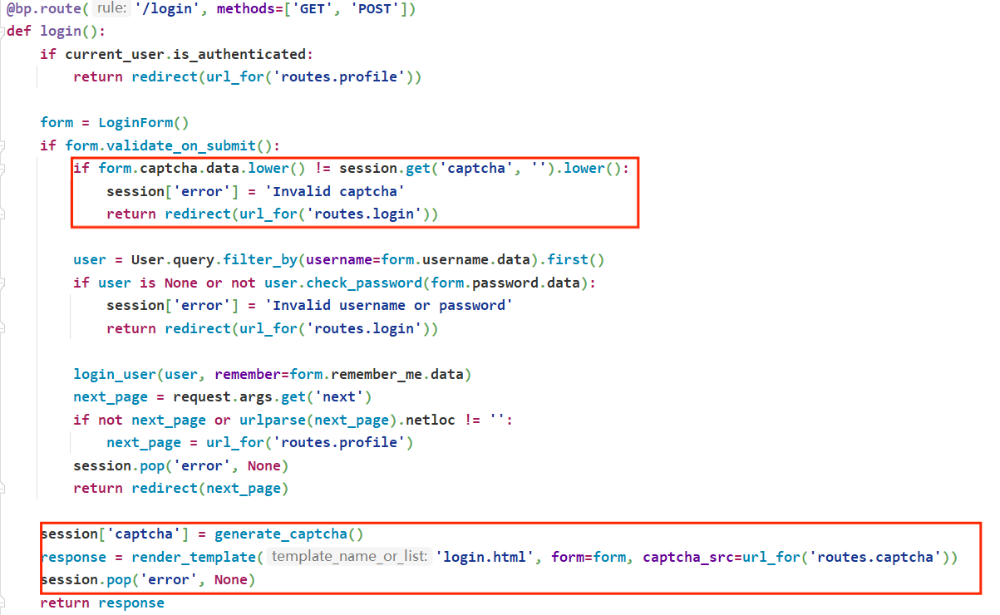 @bp.route( rule: '/login', methods=['GET', 'POST'])
def login():
    if current_user.is_authenticated:
        return redirect(url_for('routes.profile'))

    form = LoginForm()
    if form.validate_on_submit():
        if form.captcha.data.lower() != session.get('captcha', '').lower():
            session['error'] = 'Invalid captcha'
            return redirect(url_for('routes.login'))

        user = User.query.filter_by(username=form.username.data).first()
        if user is None or not user.check_password(form.password.data):
            session['error'] = 'Invalid username or password'
            return redirect(url_for('routes.login'))

        login_user(user, remember=form.remember_me.data)
        next_page = request.args.get('next')
        if not next_page or urlparse(next_page).netloc != '':
            next_page = url_for('routes.profile')
        session.pop('error', None)
        return redirect(next_page)

    session['captcha'] = generate_captcha()
    response = render_template( template_name_or_list: 'login.html', form=form, captcha_src=url_for('routes.captcha'))
    session.pop('error', None)
    return response